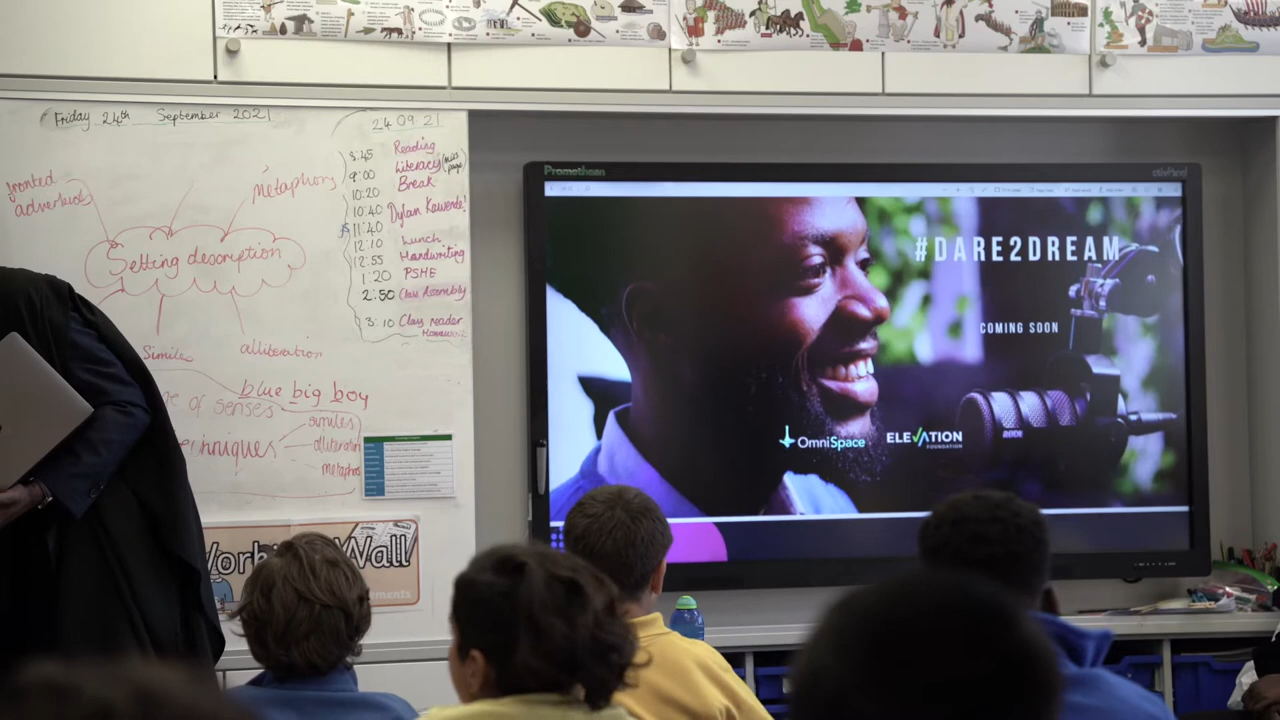 Friday 24th September 2021
fronted
adverbials
metaphors
Setting description
Similes
alliteration
blue big boy
of senses
techniques
similes
alliteration
24 09 21
8:45 Reading
9:00 Literacy
10:20 Break
10:40 Dylan Kawende!
11:40
12:10 Lunch
12:55 Handwriting
1:20 PSHE
2:50 Class Assembly
3:10 Class reader
Working Wall
Promethean
#DARE2DREAM
COMING SOON
OmniSpace
ELEVATION
FOUNDATION